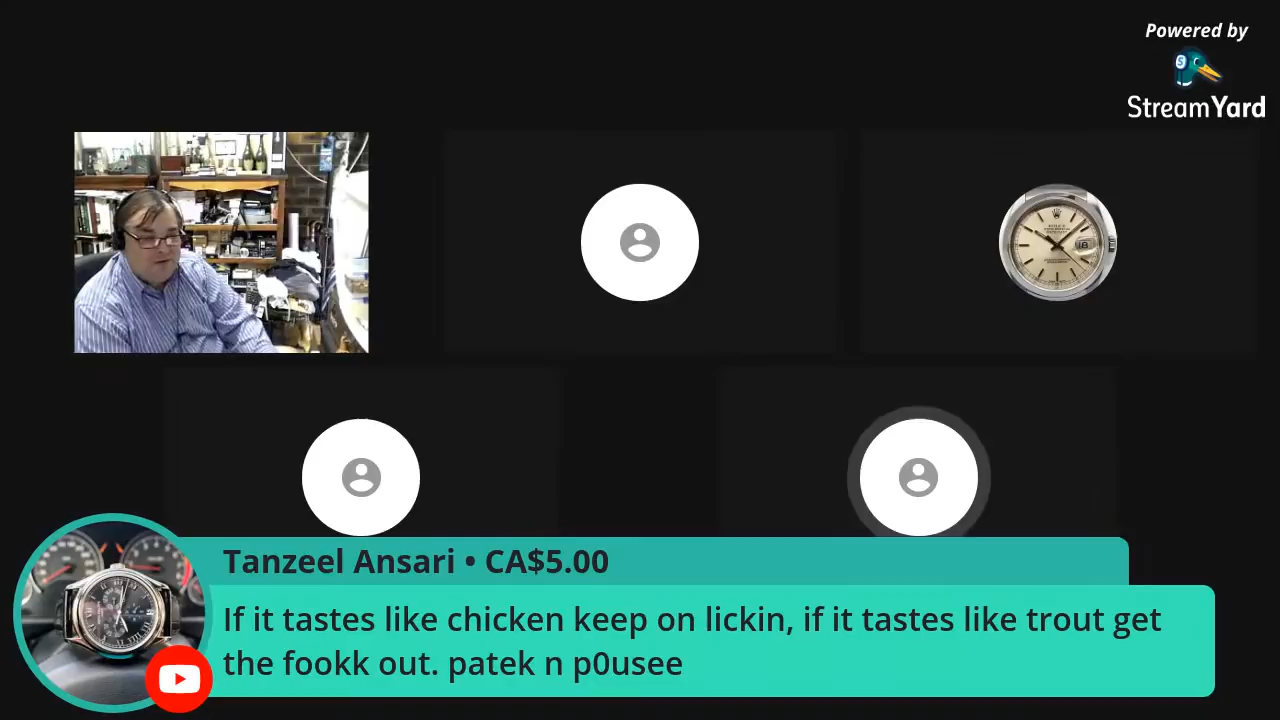 Powered by
StreamYard
Tanzeel Ansari • CA$5.00
If it tastes like chicken keep on lickin, if it tastes like trout get
the fookk out. patek n p0usee